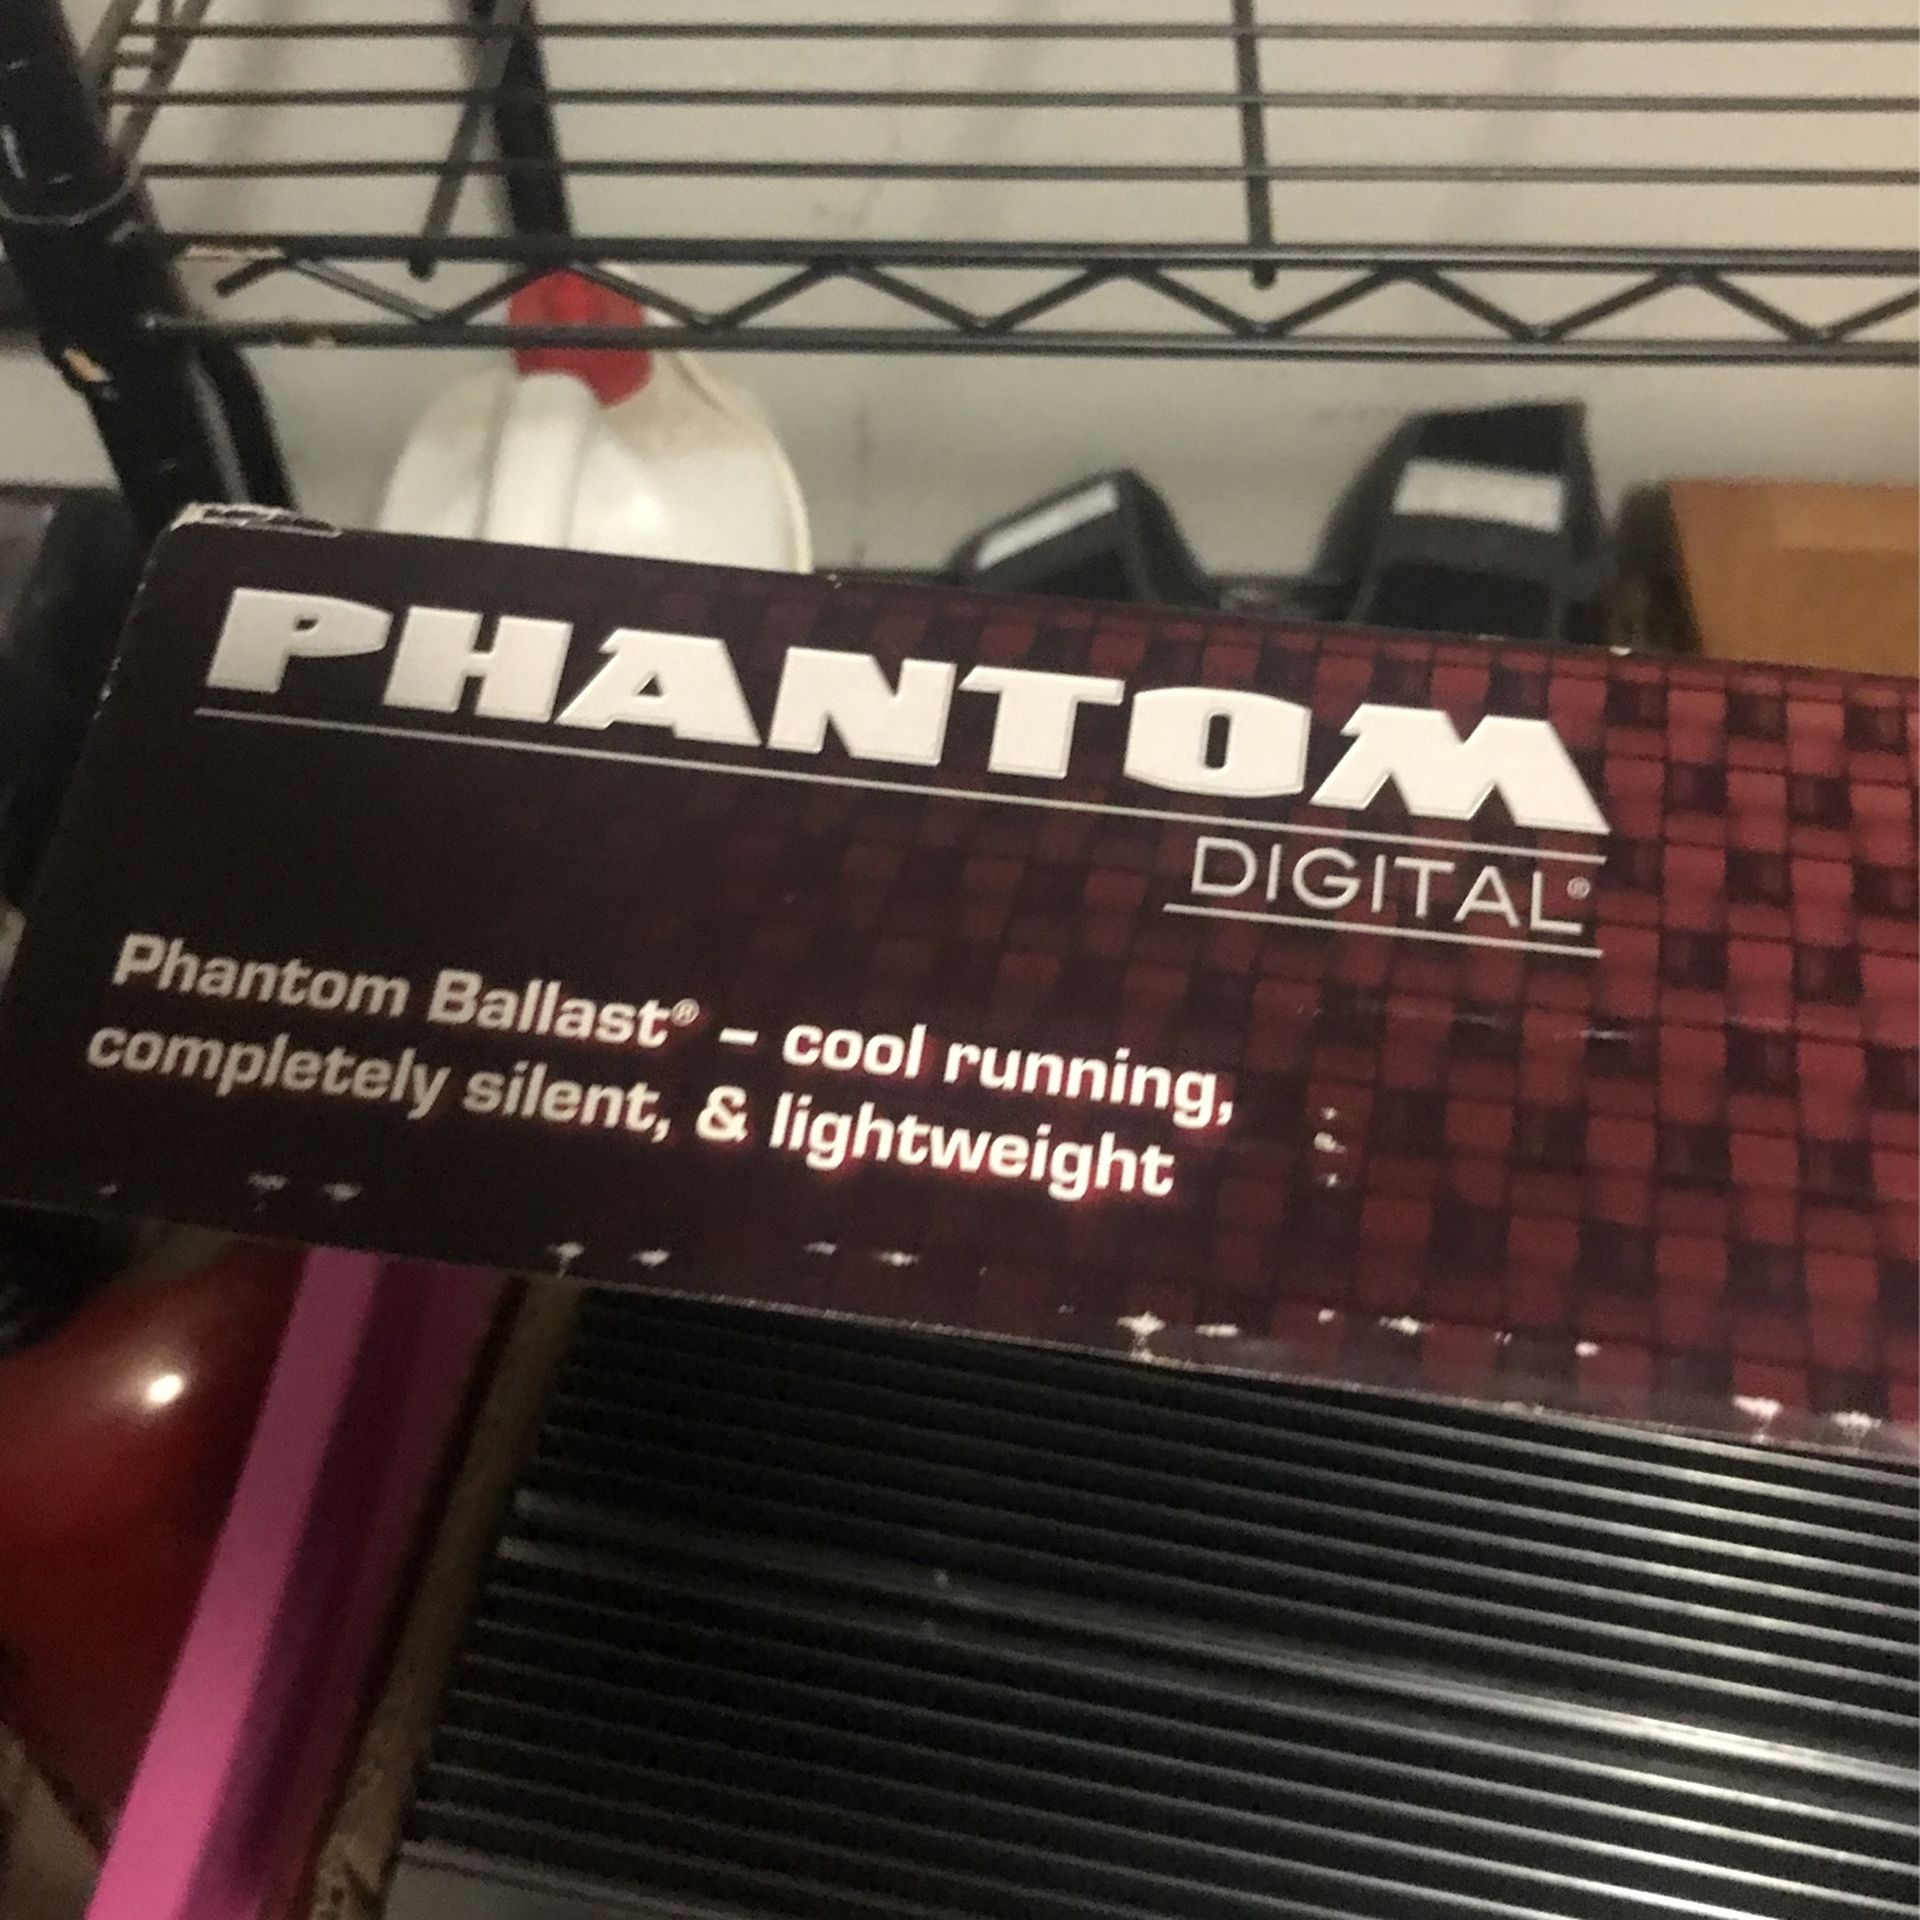 PHANTOM
DIGITAL®
Phantom Ballast® – cool running,
completely silent, & lightweight